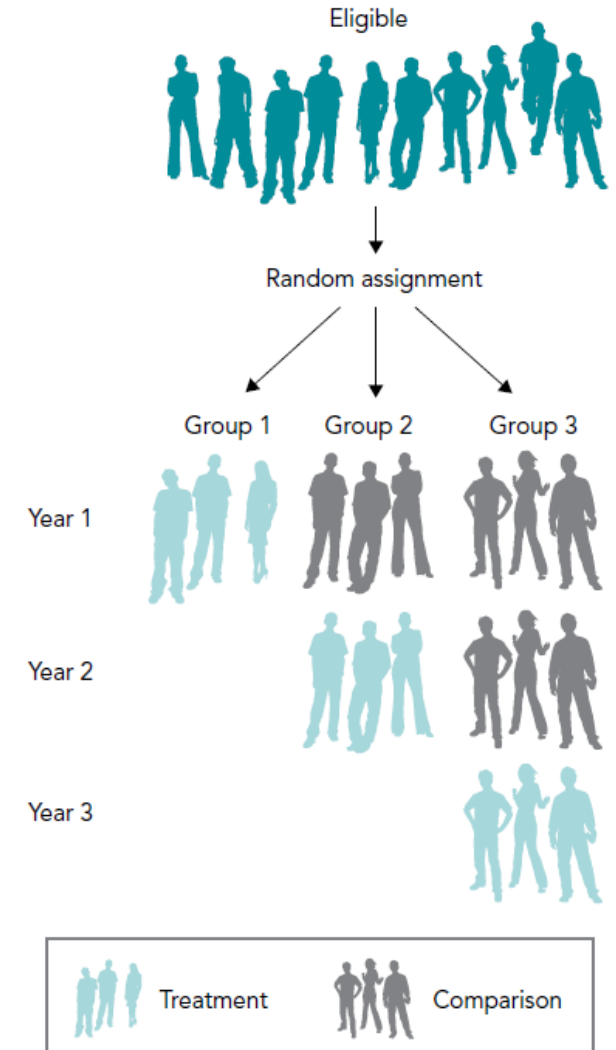 Eligible
Random assignment
Group 1 Group 2 Group 3
Year 1
Year 2
Year 3
Treatment Comparison